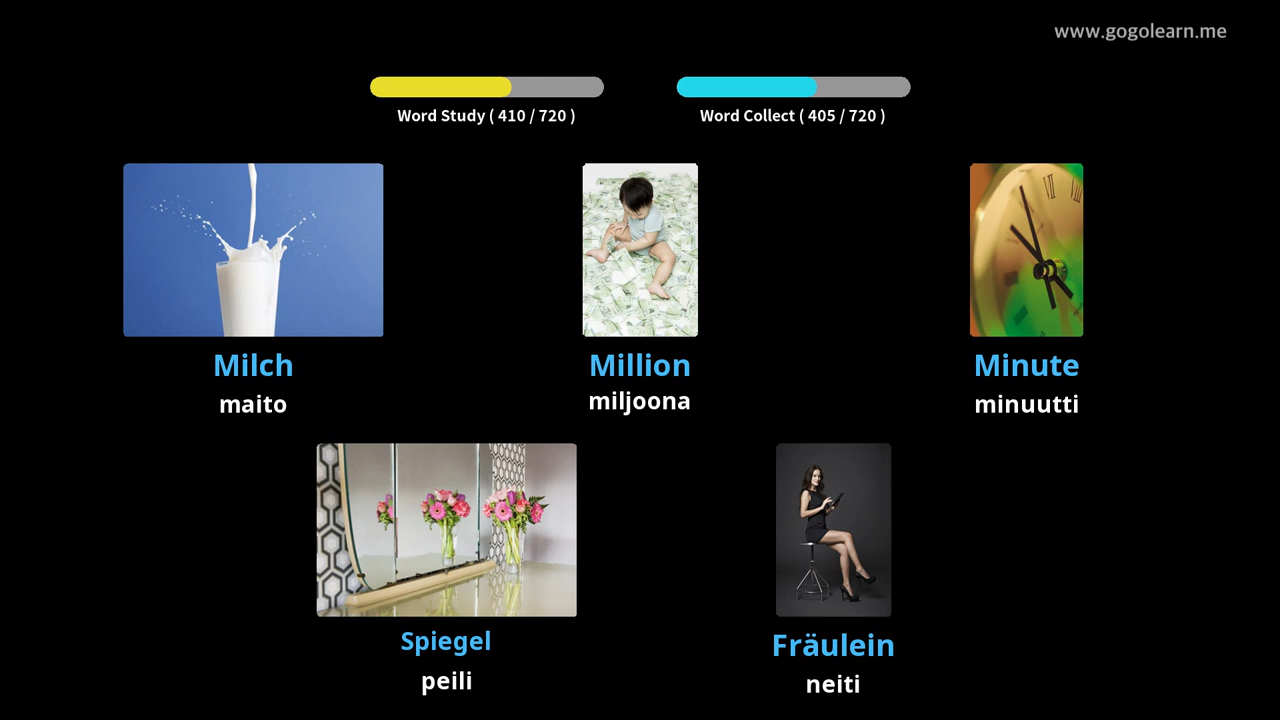 www.gogolearn.me
Word Study ( 410 / 720 )
Word Collect ( 405 / 720 )
Milch
maito
Million
miljoona
Minute
minuutti
Spiegel
peili
Fräulein
neiti